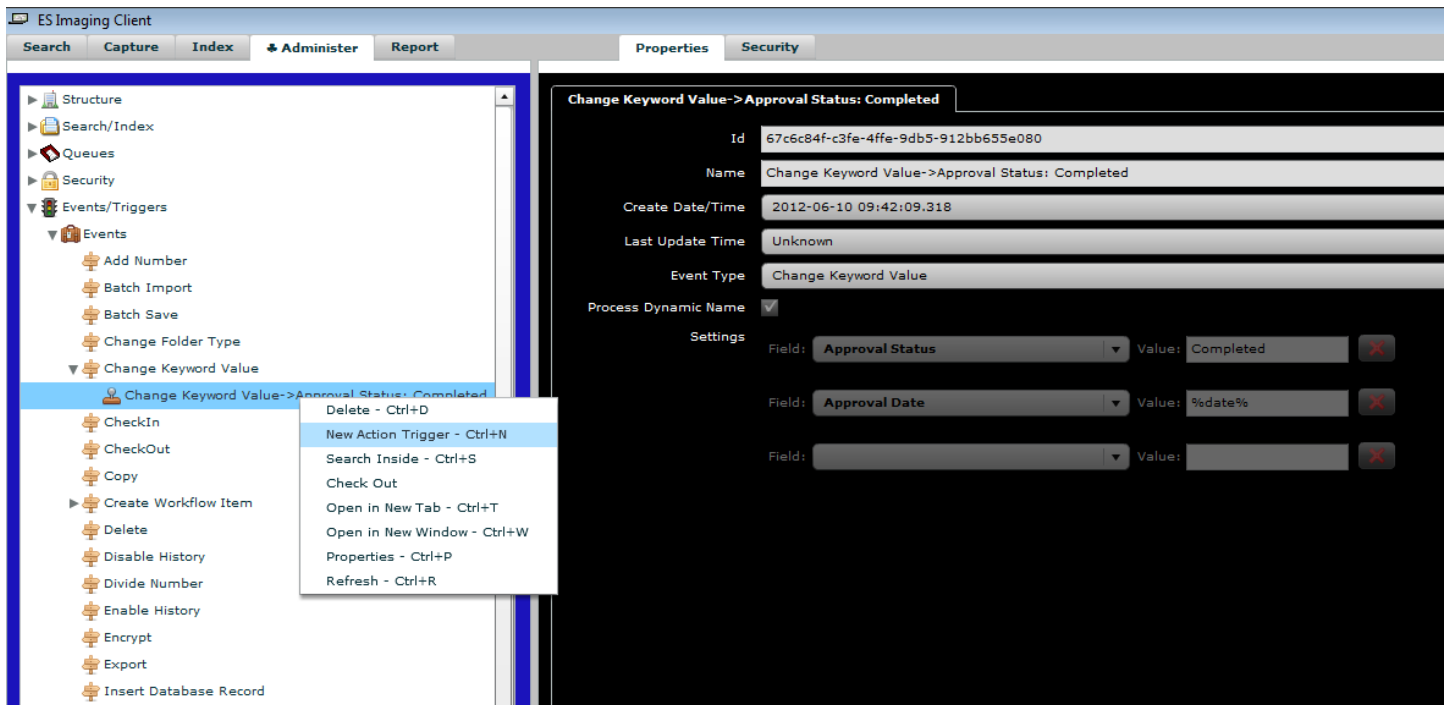 ES Imaging Client
Search Capture Index Administer Report
Properties Security
Structure
Search/Index
Queues
Security
Events/Triggers
Events
Add Number
Batch Import
Batch Save
Change Folder Type
Change Keyword Value
Change Keyword Value->Approval Status: Completed
CheckIn
CheckOut
Copy
Create Workflow Item
Delete
Disable History
Divide Number
Enable History
Encrypt
Export
Insert Database Record
Delete - Ctrl+D
New Action Trigger - Ctrl+N
Search Inside - Ctrl+S
Check Out
Open in New Tab - Ctrl+T
Open in New Window - Ctrl+W
Properties - Ctrl+P
Refresh - Ctrl+R
Change Keyword Value->Approval Status: Completed
Id 67c6c84f-c3fe-4ffe-9db5-912bb655e080
Name Change Keyword Value->Approval Status: Completed
Create Date/Time 2012-06-10 09:42:09.318
Last Update Time Unknown
Event Type Change Keyword Value
Process Dynamic Name
Settings
Field: Approval Status Value: Completed
Field: Approval Date Value: %date%
Field: Value: